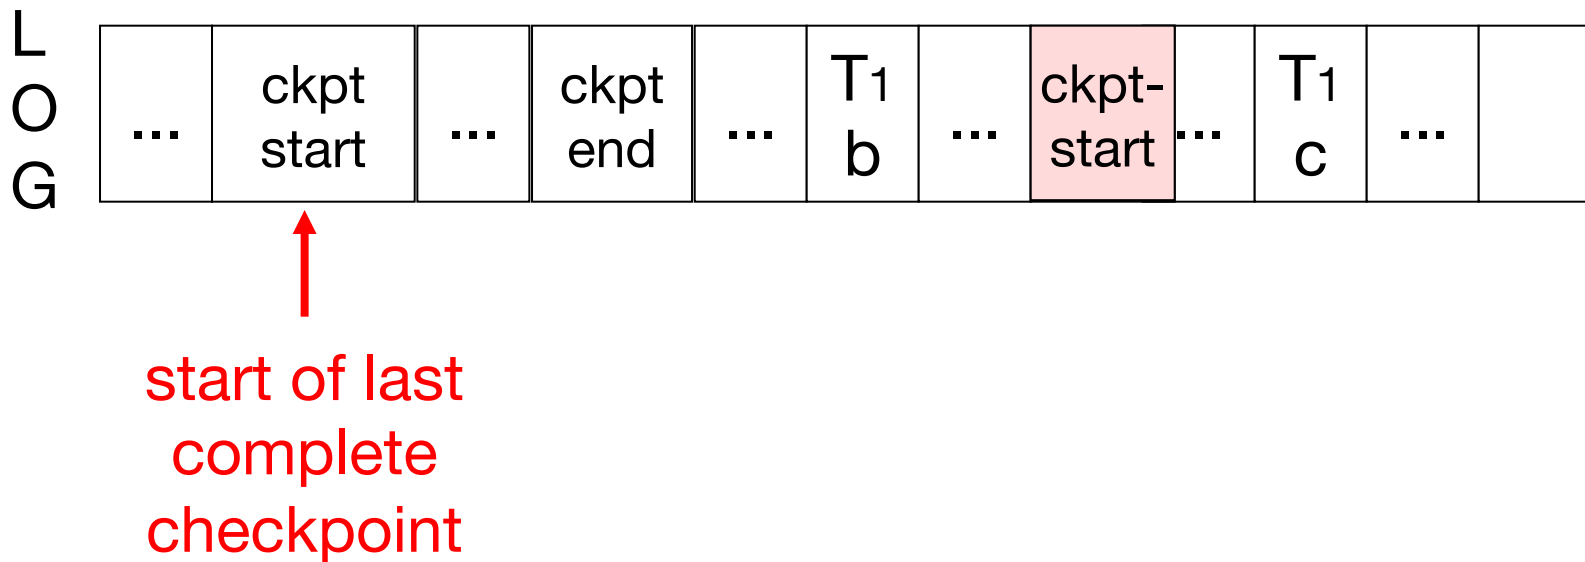 L
O
G
...
ckpt
start
...
ckpt
end
...
T1
b
...
ckpt-
start
...
T1
c
...
start of last
complete
checkpoint